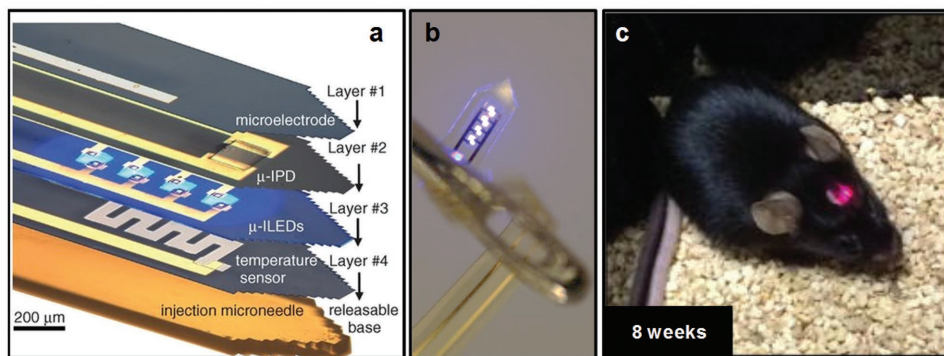 a
Layer #1
microelectrode
Layer #2
μ-IPD
Layer #3
μ-ILEDs
Layer #4
temperature
sensor
injection microneedle
releasable
base
200 μm
b
c
8 weeks